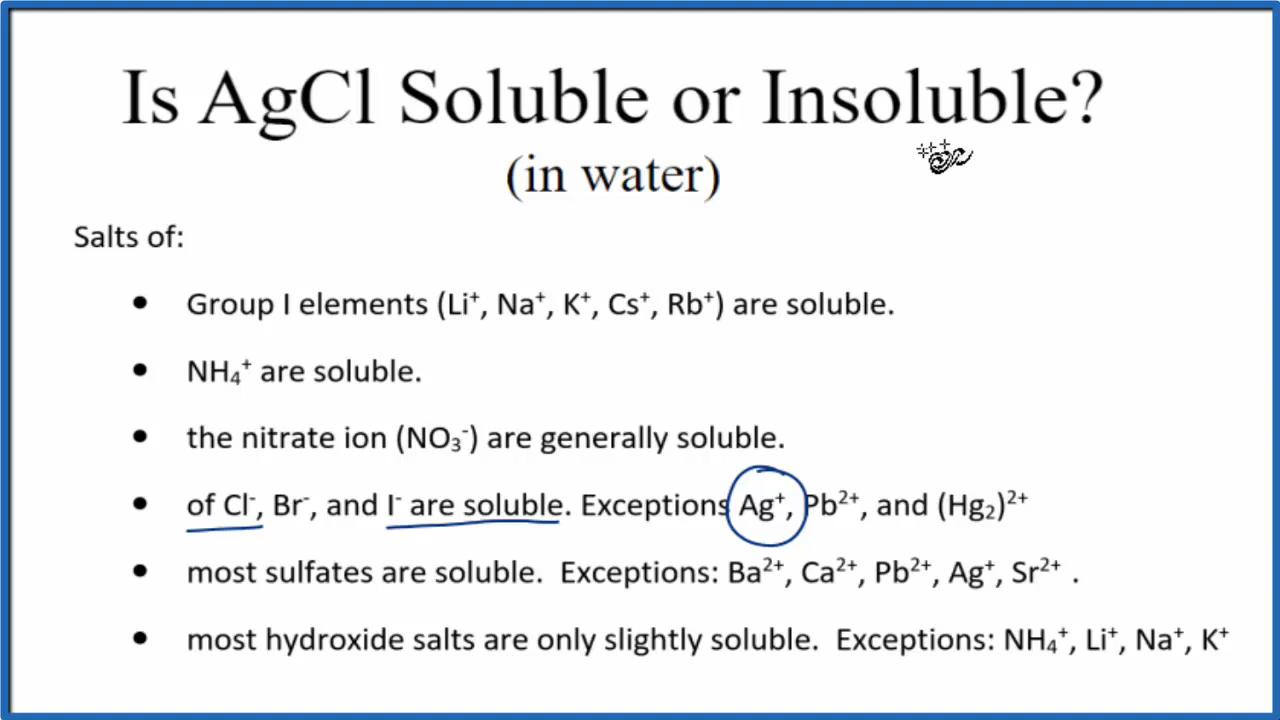 Is AgCl Soluble or Insoluble?
(in water)
Salts of:
• Group I elements (Li⁺, Na⁺, K⁺, Cs⁺, Rb⁺) are soluble.
• NH₄⁺ are soluble.
• the nitrate ion (NO₃⁻) are generally soluble.
• of Cl⁻, Br⁻, and I⁻ are soluble. Exceptions Ag⁺, Pb²⁺, and (Hg₂)²⁺
• most sulfates are soluble. Exceptions: Ba²⁺, Ca²⁺, Pb²⁺, Ag⁺, Sr²⁺ .
• most hydroxide salts are only slightly soluble. Exceptions: NH₄⁺, Li⁺, Na⁺, K⁺